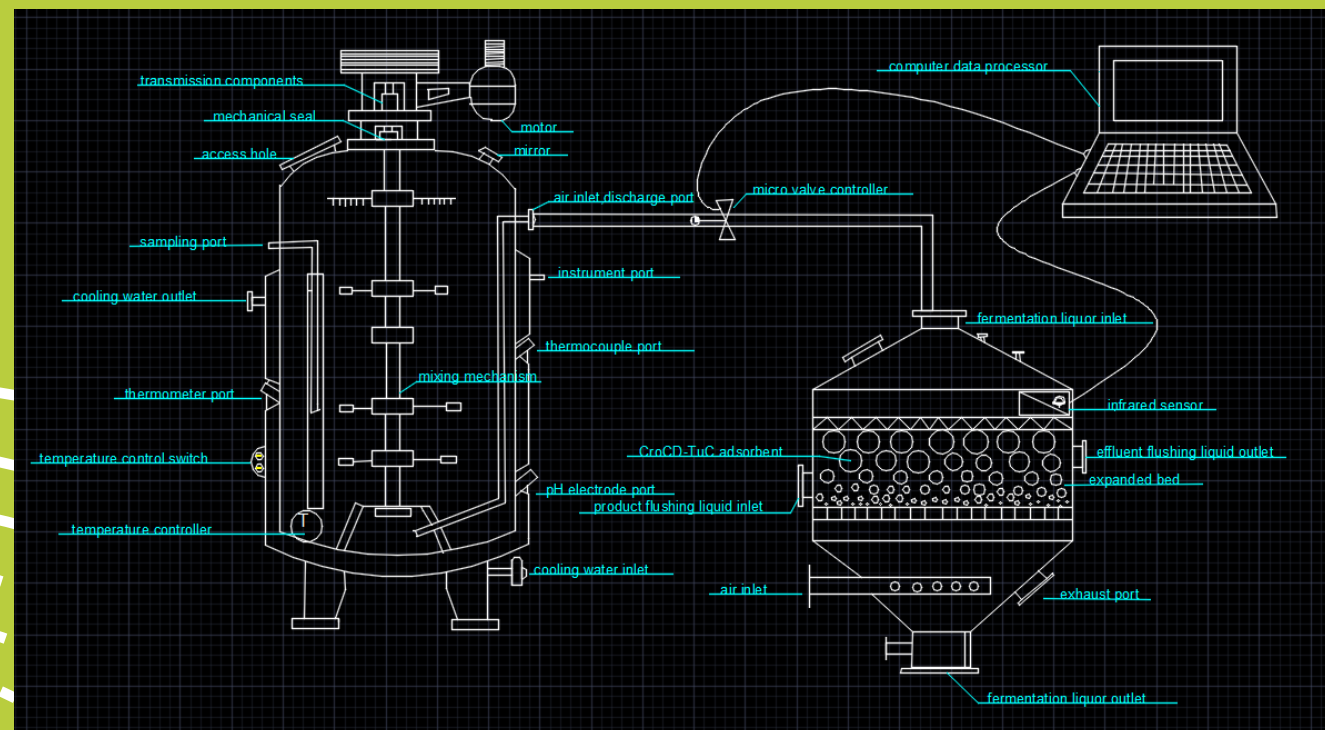 transmission components
mechanical seal
access hole
motor
mirror
computer data processor
air inlet discharge port
micro valve controller
sampling port
instrument port
cooling water outlet
fermentation liquor inlet
thermocouple port
mixing mechanism
thermometer port
infrared sensor
temperature control switch
CroCD-TuC adsorbent
effluent flushing liquid outlet
expanded bed
pH electrode port
product flushing liquid inlet
T
temperature controller
cooling water inlet
air inlet
exhaust port
fermentation liquor outlet